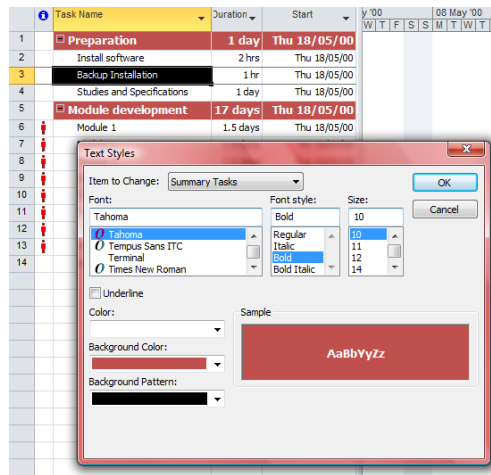 Task Name Duration Start y '00 08 May '00
W T F S S M T W T
1 Preparation 1 day Thu 18/05/00
2 Install software 2 hrs Thu 18/05/00
3 Backup Installation 1 hr Thu 18/05/00
4 Studies and Specifications 1 day Thu 18/05/00
5 Module development 17 days Thu 18/05/00
6 Module 1 1.5 days Thu 18/05/00
7
8
9
10
11
12
13
14
Text Styles
Item to Change: Summary Tasks
OK
Cancel
Font: Font style: Size:
Tahoma Bold 10
Tahoma Regular 10
Tempus Sans ITC Italic 11
Terminal Bold 12
Times New Roman Bold Italic 14
Underline
Color: Sample
Background Color:
AaBbYyZz
Background Pattern: